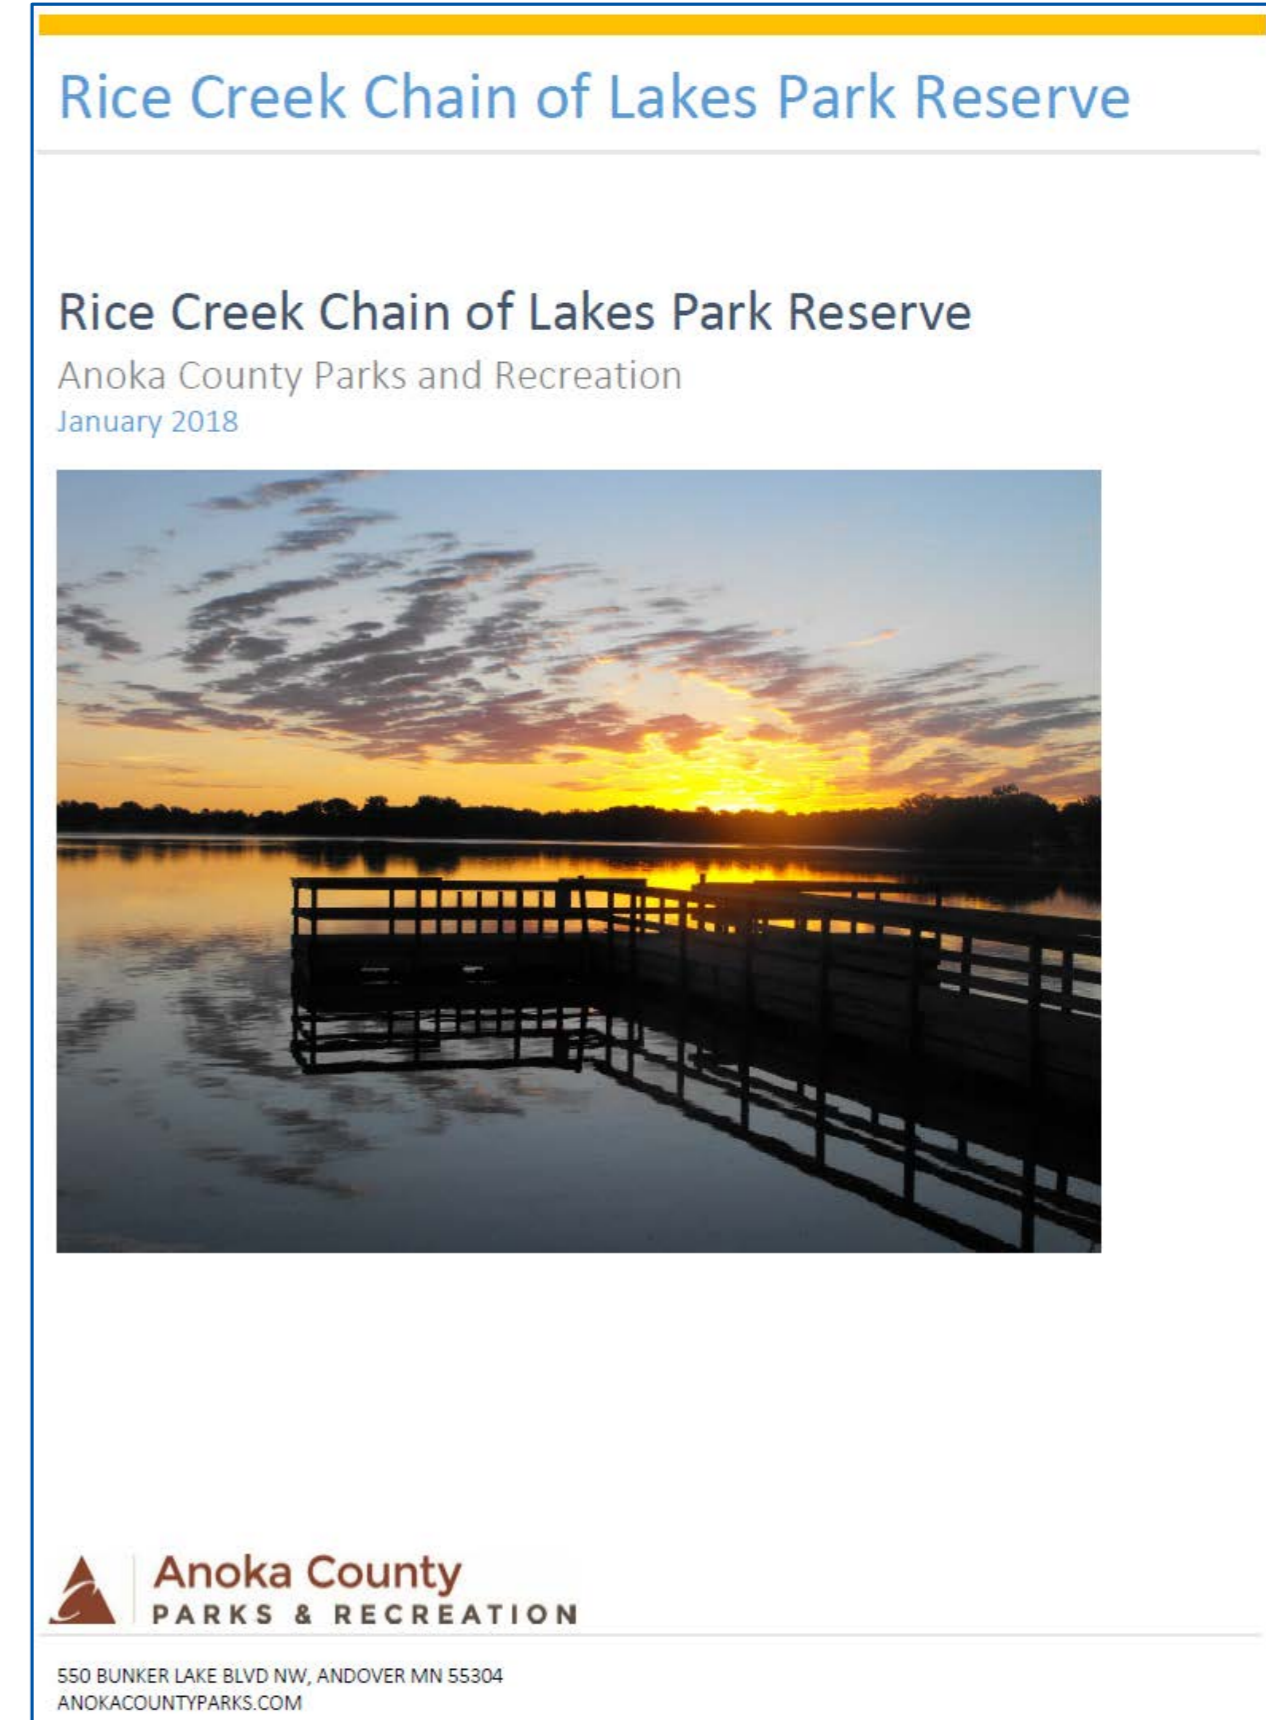 Rice Creek Chain of Lakes Park Reserve
Rice Creek Chain of Lakes Park Reserve
Anoka County Parks and Recreation
January 2018
Anoka County
PARKS & RECREATION
550 BUNKER LAKE BLVD NW, ANDOVER MN 55304
ANOKACOUNTYPARKS.COM